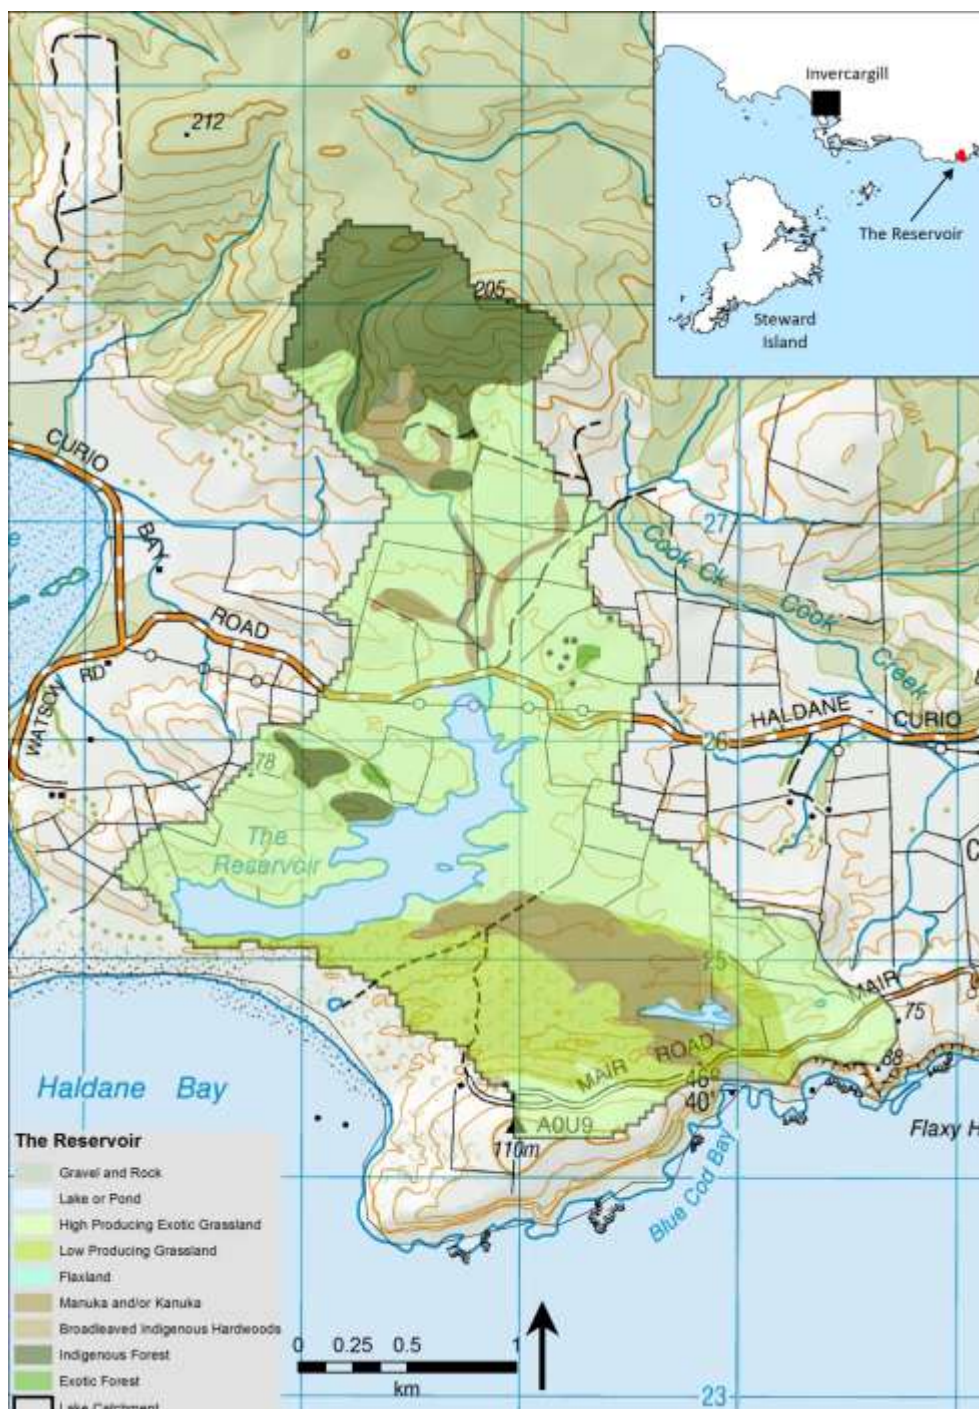 Invercargill
The Reservoir
Steward
Island
212
205
CURIO
BAY
ROAD
27
Cook Ck
Cook
Creek
WATSON
RD
HALDANE
CURIO
26
78
The
Reservoir
25
MAIR
75
MAIR ROAD
88
46°
40'
A0U9
110m
Haldane Bay
Blue Cod Bay
Flaxy H
The Reservoir
Gravel and Rock
Lake or Pond
High Producing Exotic Grassland
Low Producing Grassland
Flaxland
Manuka and/or Kanuka
Broadleaved Indigenous Hardwoods
Indigenous Forest
Exotic Forest
Lake Catchment
0 0.25 0.5 1
km
23